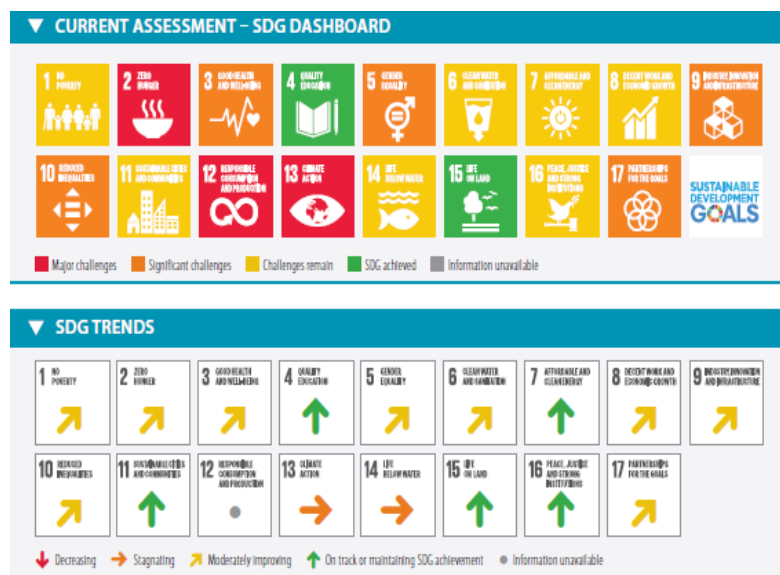 ▼ CURRENT ASSESSMENT – SDG DASHBOARD
1 NO POVERTY
2 ZERO HUNGER
3 GOOD HEALTH AND WELL-BEING
4 QUALITY EDUCATION
5 GENDER EQUALITY
6 CLEAN WATER AND SANITATION
7 AFFORDABLE AND CLEAN ENERGY
8 DECENT WORK AND ECONOMIC GROWTH
9 INDUSTRY, INNOVATION AND INFRASTRUCTURE
10 REDUCED INEQUALITIES
11 SUSTAINABLE CITIES AND COMMUNITIES
12 RESPONSIBLE CONSUMPTION AND PRODUCTION
13 CLIMATE ACTION
14 LIFE BELOW WATER
15 LIFE ON LAND
16 PEACE, JUSTICE AND STRONG INSTITUTIONS
17 PARTNERSHIPS FOR THE GOALS
SUSTAINABLE
DEVELOPMENT
GOALS
Major challenges Significant challenges Challenges remain SDG achieved Information unavailable
▼ SDG TRENDS
1 NO POVERTY
2 ZERO HUNGER
3 GOOD HEALTH AND WELL-BEING
4 QUALITY EDUCATION
5 GENDER EQUALITY
6 CLEAN WATER AND SANITATION
7 AFFORDABLE AND CLEAN ENERGY
8 DECENT WORK AND ECONOMIC GROWTH
9 INDUSTRY, INNOVATION AND INFRASTRUCTURE
10 REDUCED INEQUALITIES
11 SUSTAINABLE CITIES AND COMMUNITIES
12 RESPONSIBLE CONSUMPTION AND PRODUCTION
13 CLIMATE ACTION
14 LIFE BELOW WATER
15 LIFE ON LAND
16 PEACE, JUSTICE AND STRONG INSTITUTIONS
17 PARTNERSHIPS FOR THE GOALS
Decreasing Stagnating Moderately improving On track or maintaining SDG achievement Information unavailable